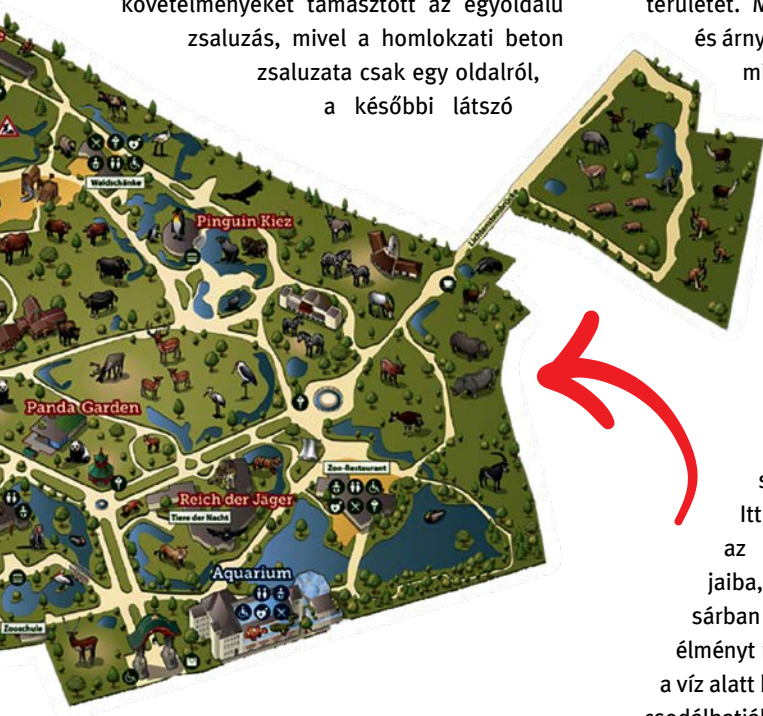 követelményeket támasztott az egyoldalú
zsaluzás, mivel a homlokzati beton
zsaluzata csak egy oldalról,
a későbbi látszó
területet. M
és árny
mi
Waldschänke
Pinguin Kiez
Panda Garden
Zoo-Restaurant
Reich der Jäger
Tiere der Nacht
Aquarium
Zooschule
s
Itt
az
jaiba,
sárban
élményt
a víz alatt